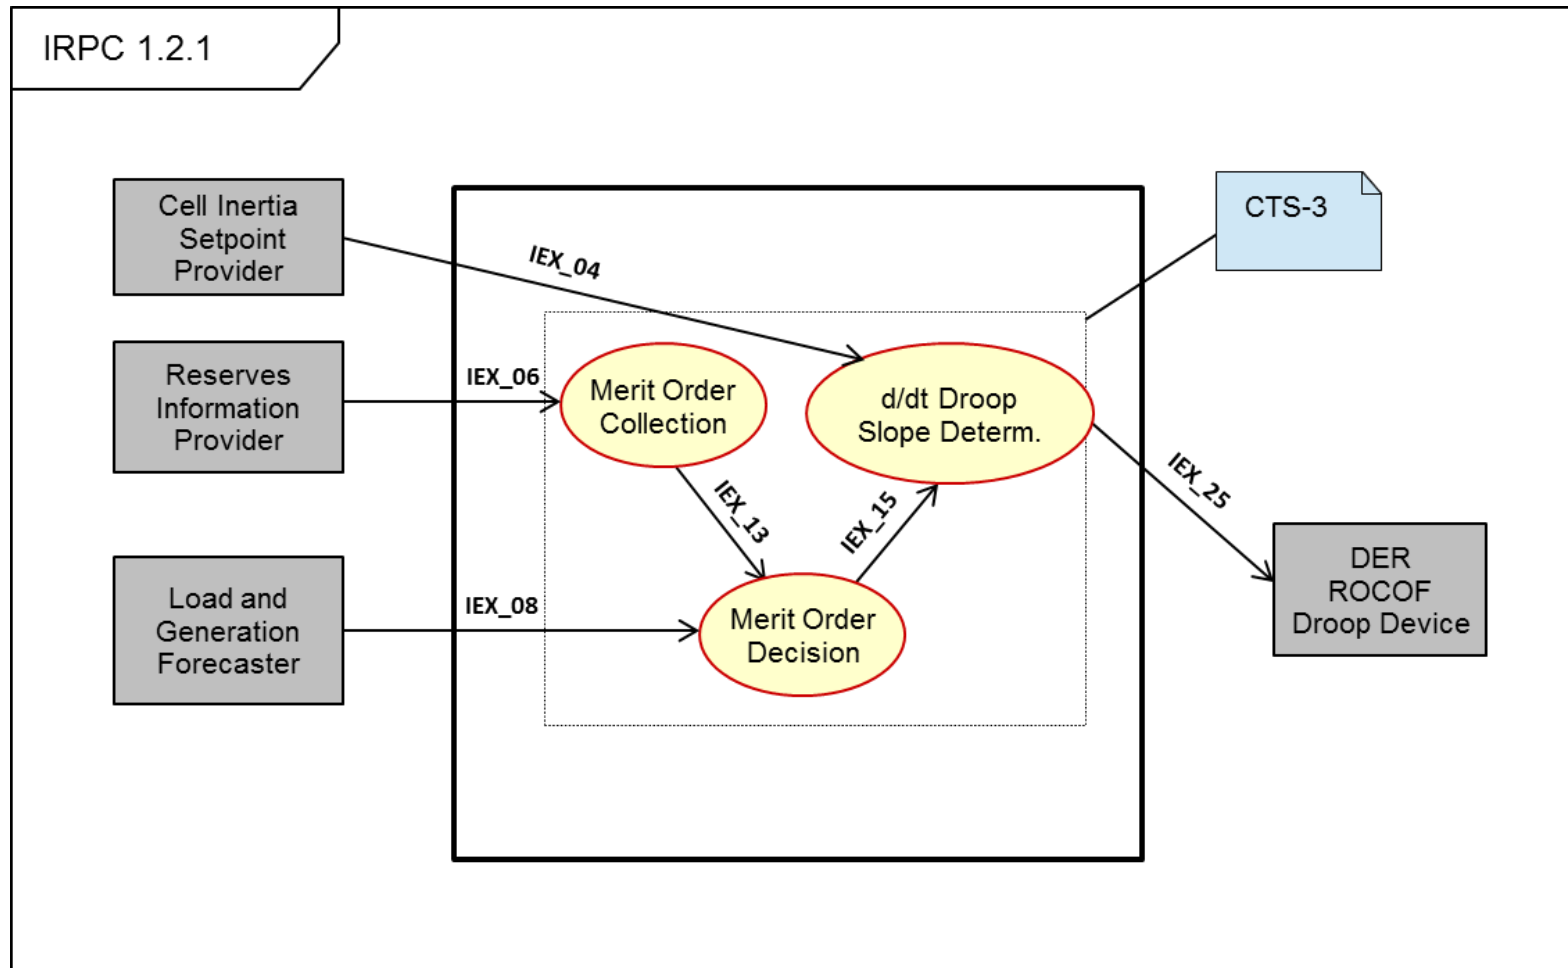 IRPC 1.2.1
Cell Inertia
Setpoint
Provider
IEX_04
CTS-3
Reserves
Information
Provider
IEX_06
Merit Order
Collection
d/dt Droop
Slope Determ.
IEX_13
IEX_15
IEX_25
Load and
Generation
Forecaster
IEX_08
Merit Order
Decision
DER
ROCOF
Droop Device